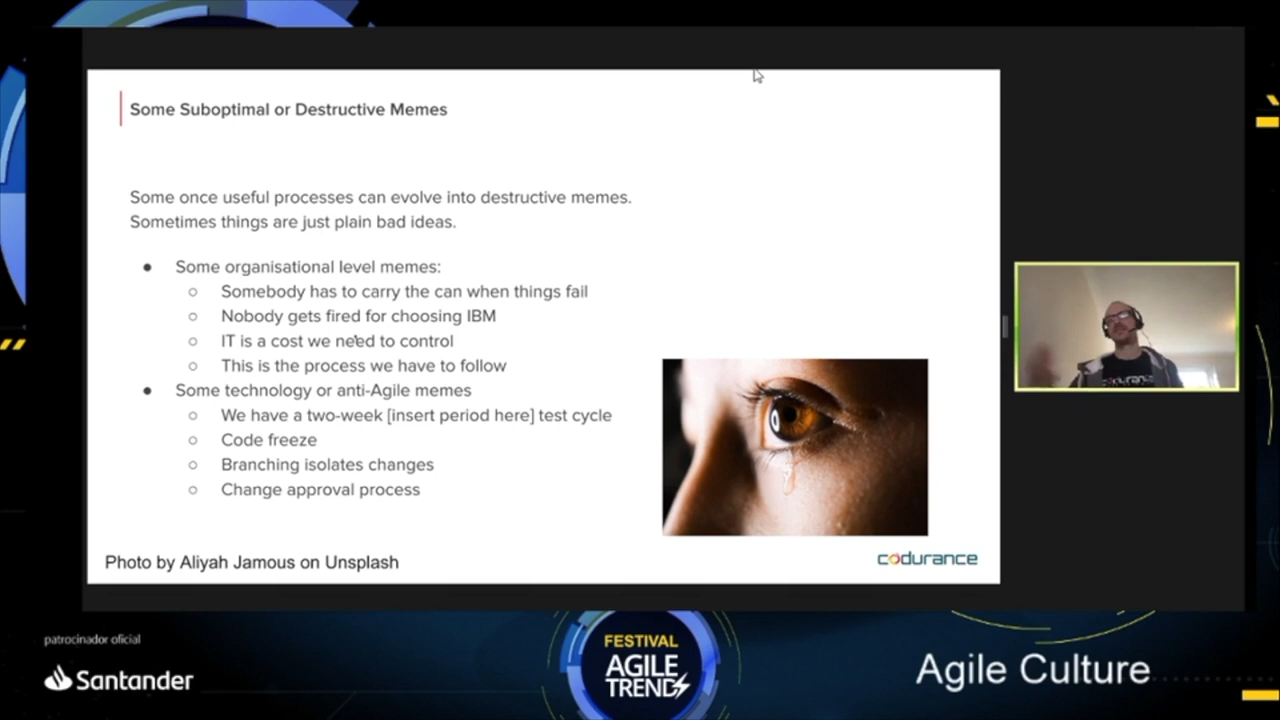 Some Suboptimal or Destructive Memes
Some once useful processes can evolve into destructive memes.
Sometimes things are just plain bad ideas.
● Some organisational level memes:
○ Somebody has to carry the can when things fail
○ Nobody gets fired for choosing IBM
○ IT is a cost we need to control
○ This is the process we have to follow
● Some technology or anti-Agile memes
○ We have a two-week [insert period here] test cycle
○ Code freeze
○ Branching isolates changes
○ Change approval process
Photo by Aliyah Jamous on Unsplash
codurance
codurance
patrocinador oficial
Santander
FESTIVAL
AGILE
TRENDS
Agile Culture